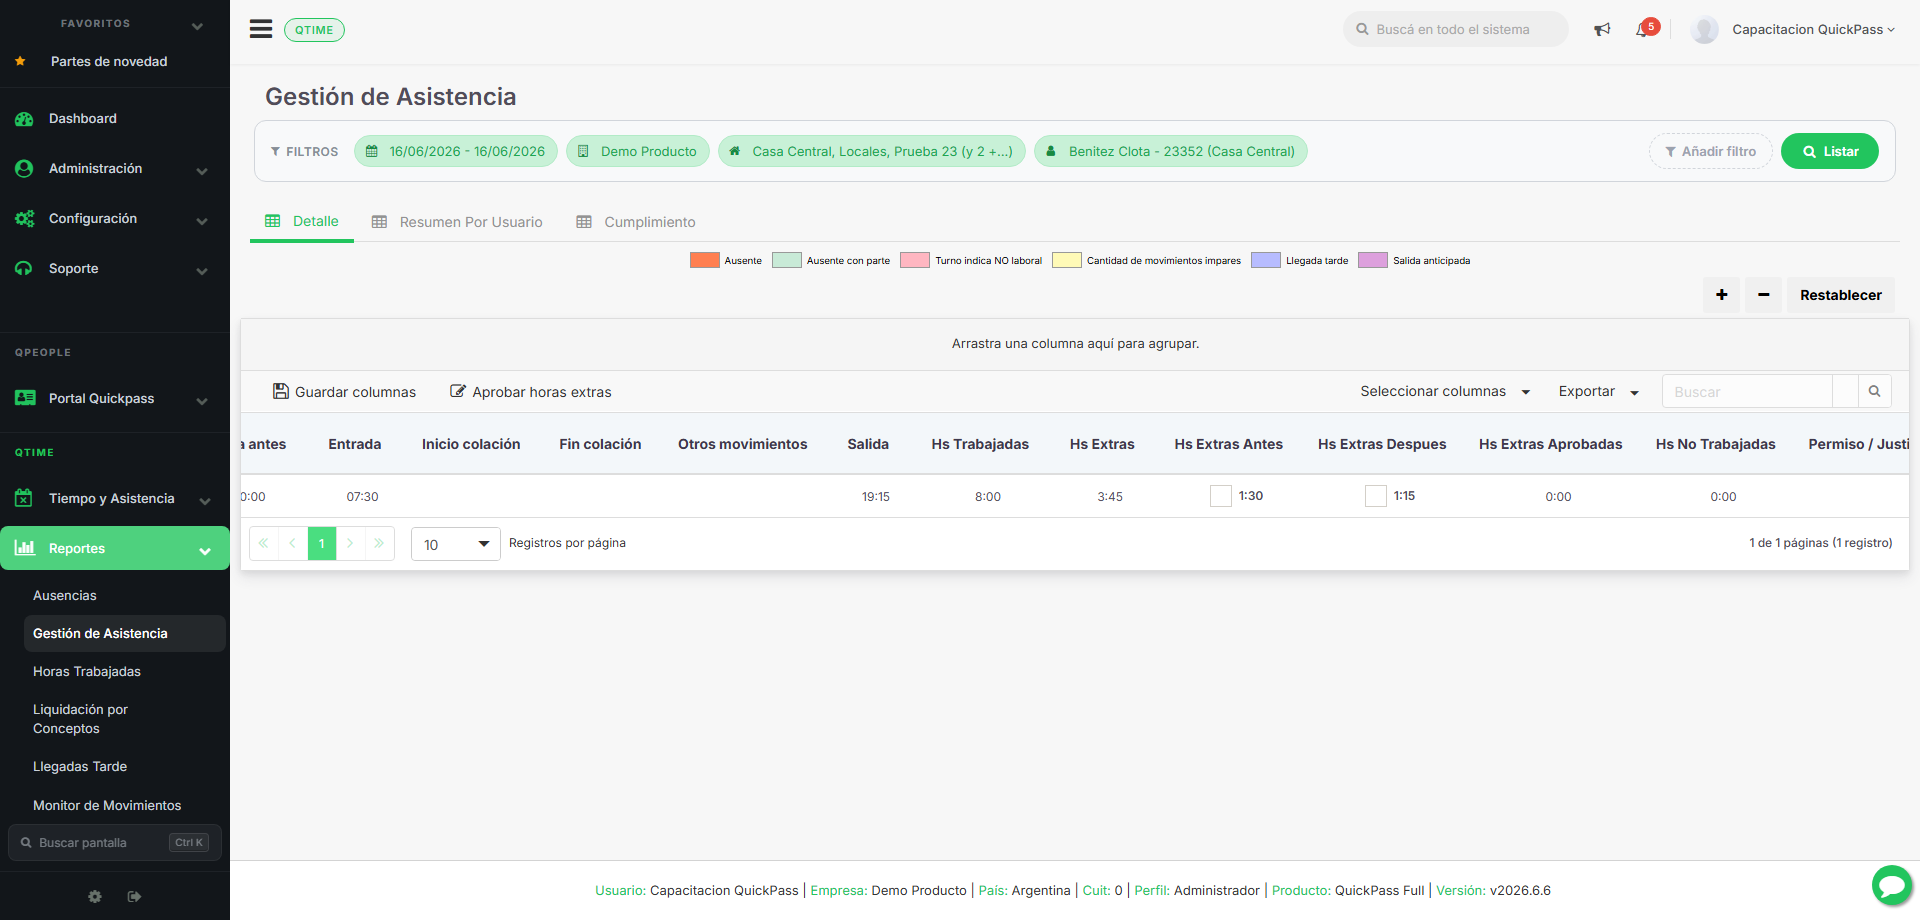 FAVORITOS
Partes de novedad
Dashboard
Administración
Configuración
Soporte
QPEOPLE
Portal Quickpass
QTIME
Tiempo y Asistencia
Reportes
Ausencias
Gestión de Asistencia
Horas Trabajadas
Liquidación por
Conceptos
Llegadas Tarde
Monitor de Movimientos
Buscar pantalla Ctrl K
QTIME
Buscá en todo el sistema
5
Capacitacion QuickPass
Gestión de Asistencia
FILTROS 16/06/2026 - 16/06/2026 Demo Producto Casa Central, Locales, Prueba 23 (y 2 +...) Benitez Clota - 23352 (Casa Central) Añadir filtro Listar
Detalle Resumen Por Usuario Cumplimiento
Ausente Ausente con parte Turno indica NO laboral Cantidad de movimientos impares Llegada tarde Salida anticipada
+ − Restablecer
Arrastra una columna aquí para agrupar.
Guardar columnas Aprobar horas extras Seleccionar columnas Exportar Buscar
a antes Entrada Inicio colación Fin colación Otros movimientos Salida Hs Trabajadas Hs Extras Hs Extras Antes Hs Extras Despues Hs Extras Aprobadas Hs No Trabajadas Permiso / Justi
0:00 07:30 19:15 8:00 3:45 1:30 1:15 0:00 0:00
« ‹ 1 › » 10 Registros por página 1 de 1 páginas (1 registro)
Usuario: Capacitacion QuickPass | Empresa: Demo Producto | País: Argentina | Cuit: 0 | Perfil: Administrador | Producto: QuickPass Full | Versión: v2026.6.6